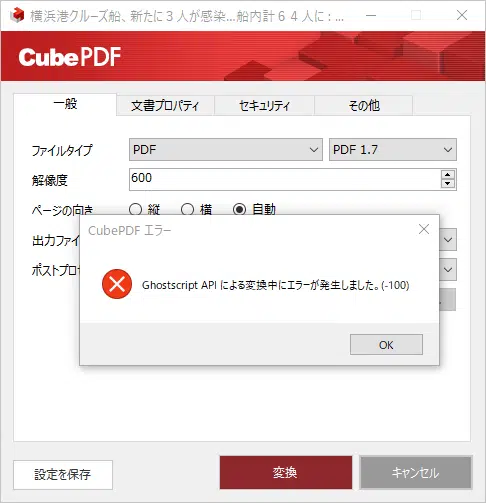 横浜港クルーズ船、新たに３人が感染...船内計６４人に : ...
CubePDF
一般 文書プロパティ セキュリティ その他
ファイルタイプ PDF PDF 1.7
解像度 600
ページの向き 縦 横 自動
CubePDF エラー
出力ファイ
Ghostscript API による変換中にエラーが発生しました。(-100)
ポストプロ
OK
設定を保存 変換 キャンセル